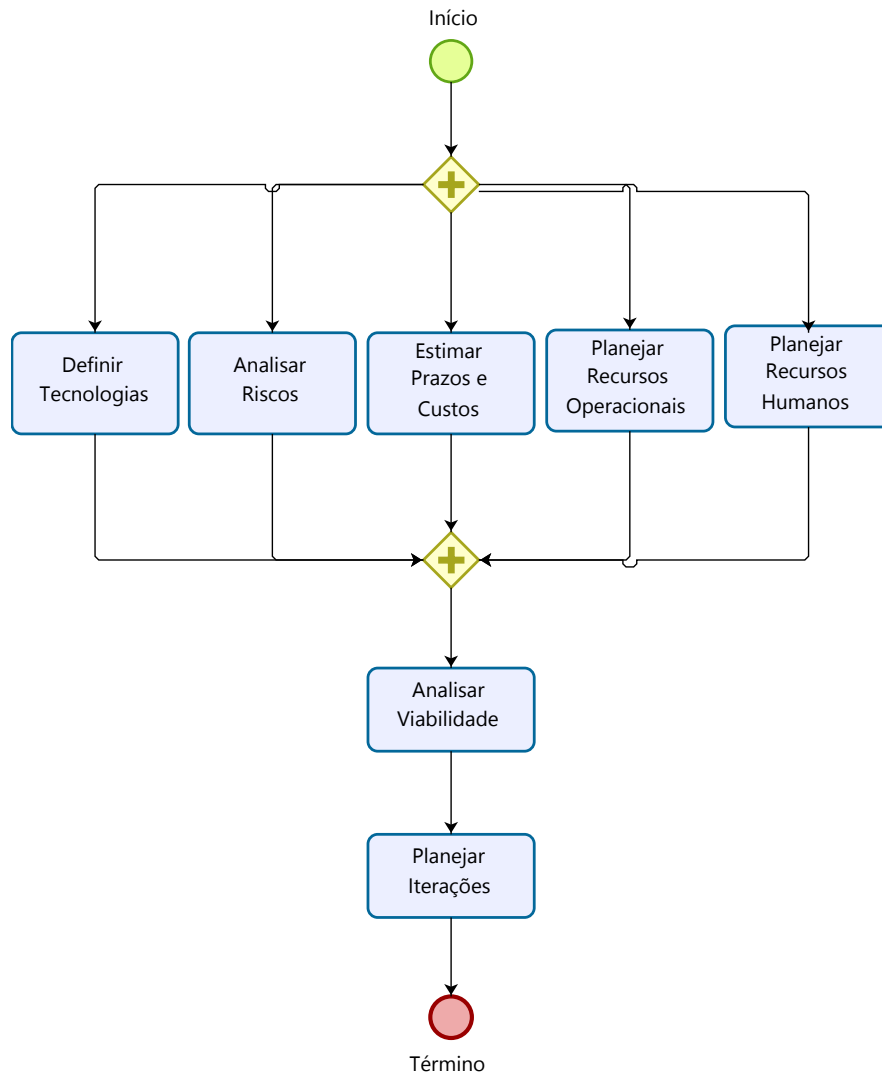 Início
Definir
Tecnologias
Analisar
Riscos
Estimar
Prazos e
Custos
Planejar
Recursos
Operacionais
Planejar
Recursos
Humanos
Analisar
Viabilidade
Planejar
Iterações
Término